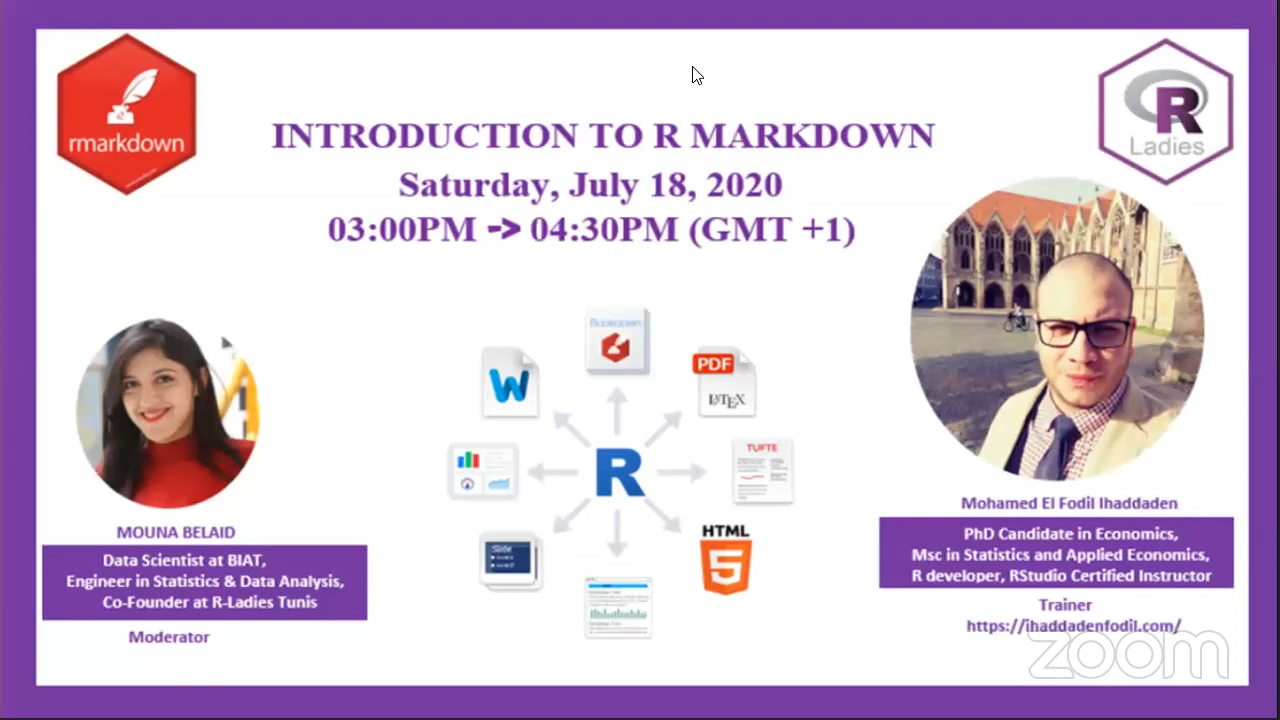 rmarkdown
R
Ladies
INTRODUCTION TO R MARKDOWN
Saturday, July 18, 2020
03:00PM -> 04:30PM (GMT +1)
Bookdown
W
PDF
LATEX
TUFTE
R
HTML
5
Slide
MOUNA BELAID
Data Scientist at BIAT,
Engineer in Statistics & Data Analysis,
Co-Founder at R-Ladies Tunis
Moderator
Mohamed El Fodil Ihaddaden
PhD Candidate in Economics,
Msc in Statistics and Applied Economics,
R developer, RStudio Certified Instructor
Trainer
https://ihaddadenfodil.com/
zoom